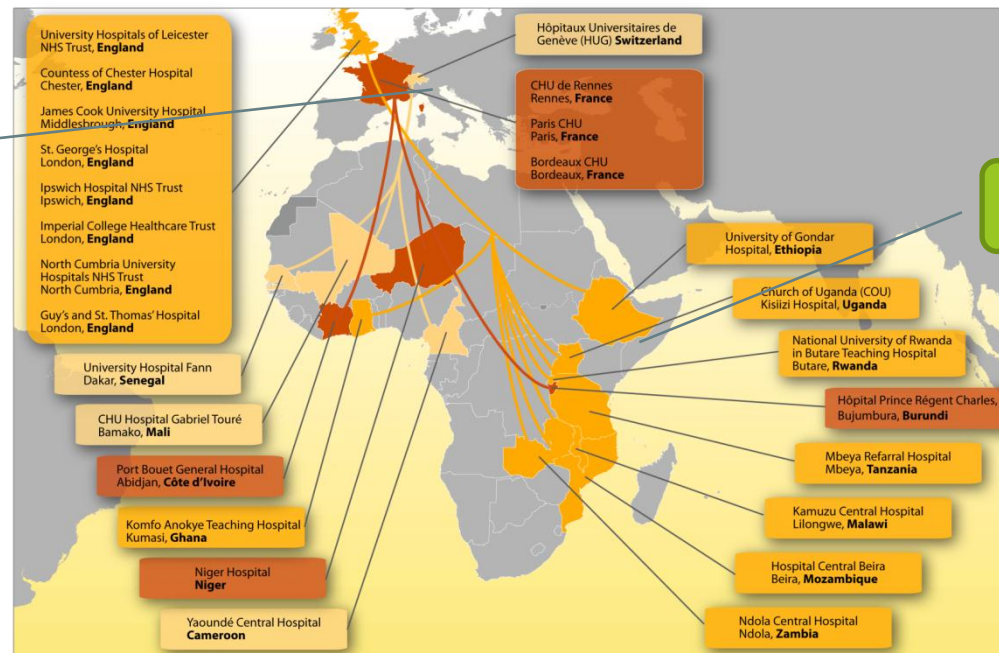 University Hospitals of Leicester
NHS Trust, England
Countess of Chester Hospital
Chester, England
James Cook University Hospital
Middlesbrough, England
St. George's Hospital
London, England
Ipswich Hospital NHS Trust
Ipswich, England
Imperial College Healthcare Trust
London, England
North Cumbria University
Hospitals NHS Trust
North Cumbria, England
Guy's and St. Thomas' Hospital
London, England
Hôpitaux Universitaires de
Genève (HUG) Switzerland
CHU de Rennes
Rennes, France
Paris CHU
Paris, France
Bordeaux CHU
Bordeaux, France
University Hospital Fann
Dakar, Senegal
CHU Hospital Gabriel Touré
Bamako, Mali
Port Bouet General Hospital
Abidjan, Côte d'Ivoire
Komfo Anokye Teaching Hospital
Kumasi, Ghana
Niger Hospital
Niger
Yaoundé Central Hospital
Cameroon
University of Gondar
Hospital, Ethiopia
Church of Uganda (COU)
Kisiizi Hospital, Uganda
National University of Rwanda
in Butare Teaching Hospital
Butare, Rwanda
Hôpital Prince Régent Charles,
Bujumbura, Burundi
Mbeya Refarral Hospital
Mbeya, Tanzania
Kamuzu Central Hospital
Lilongwe, Malawi
Hospital Central Beira
Beira, Mozambique
Ndola Central Hospital
Ndola, Zambia